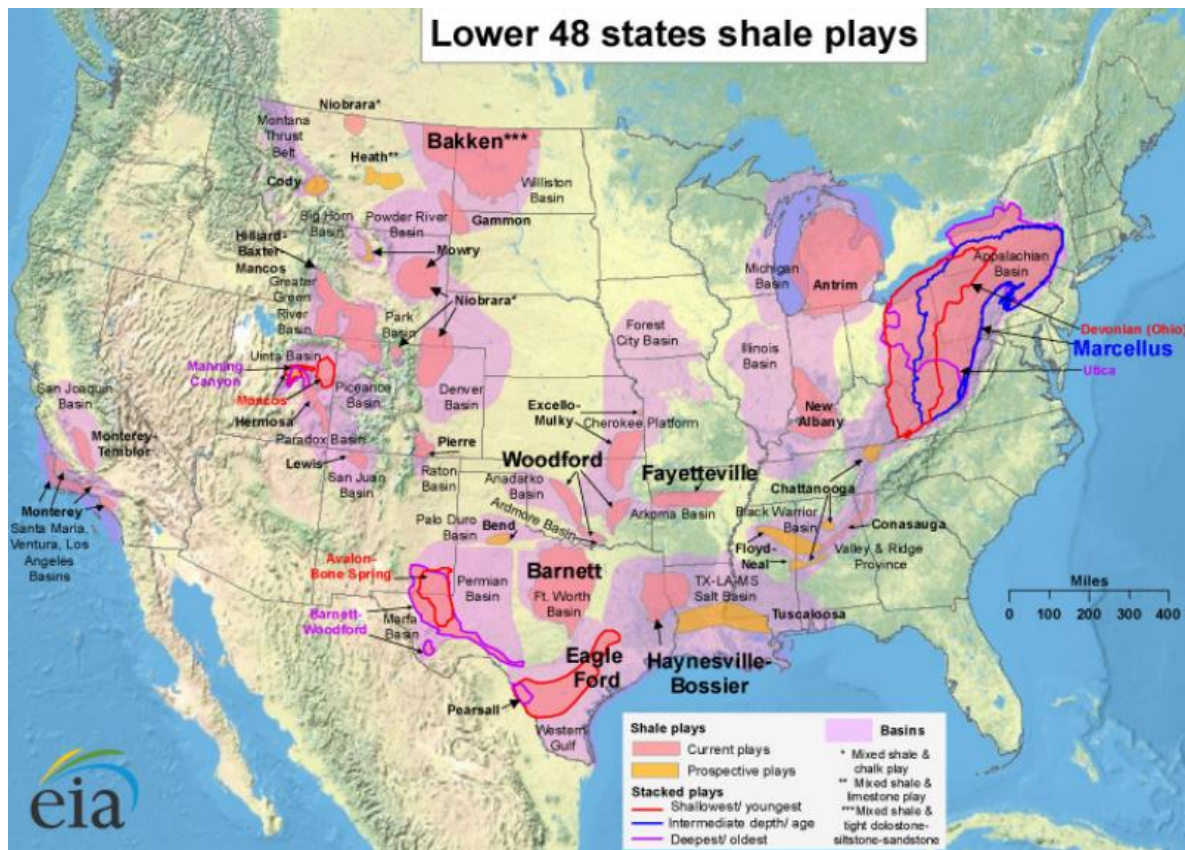 Lower 48 states shale plays
Niobrara*
Montana
Thrust
Belt
Bakken***
Heath**
Cody
Williston
Basin
Big Horn
Basin
Powder River
Basin
Gammon
Hilliard-
Baxter-
Mancos
Mowry
Greater
Green
River
Basin
Niobrara*
Park
Basin
Michigan
Basin
Antrim
Appalachian
Basin
Devonian (Ohio)
Marcellus
Utica
Forest
City Basin
Illinois
Basin
Uinta Basin
Manning
Canyon
Mancos
Piceance
Basin
Denver
Basin
San Joaquin
Basin
Hermosa
Paradox Basin
Excello-
Mulky
Cherokee Platform
New
Albany
Monterey-
Temblor
Lewis
San Juan
Basin
Pierre
Raton
Basin
Woodford
Anadarko
Basin
Fayetteville
Ardmore Basin
Arkoma Basin
Chattanooga
Monterey
Santa Maria,
Ventura, Los
Angeles
Basins
Palo Duro
Basin
Bend
Black Warrior
Basin
Conasauga
Floyd-
Neal
Valley & Ridge
Province
Avalon-
Bone Spring
Permian
Basin
Barnett
Ft. Worth
Basin
TX-LA-MS
Salt Basin
Tuscaloosa
Miles
0 100 200 300 400
Barnett-
Woodford
Marfa
Basin
Eagle
Ford
Haynesville-
Bossier
Pearsall
Western
Gulf
Shale plays
Current plays
Prospective plays
Stacked plays
Shallowest/ youngest
Intermediate depth/ age
Deepest/ oldest
Basins
* Mixed shale &
chalk play
** Mixed shale &
limestone play
***Mixed shale &
tight dolostone-
siltstone-sandstone
eia